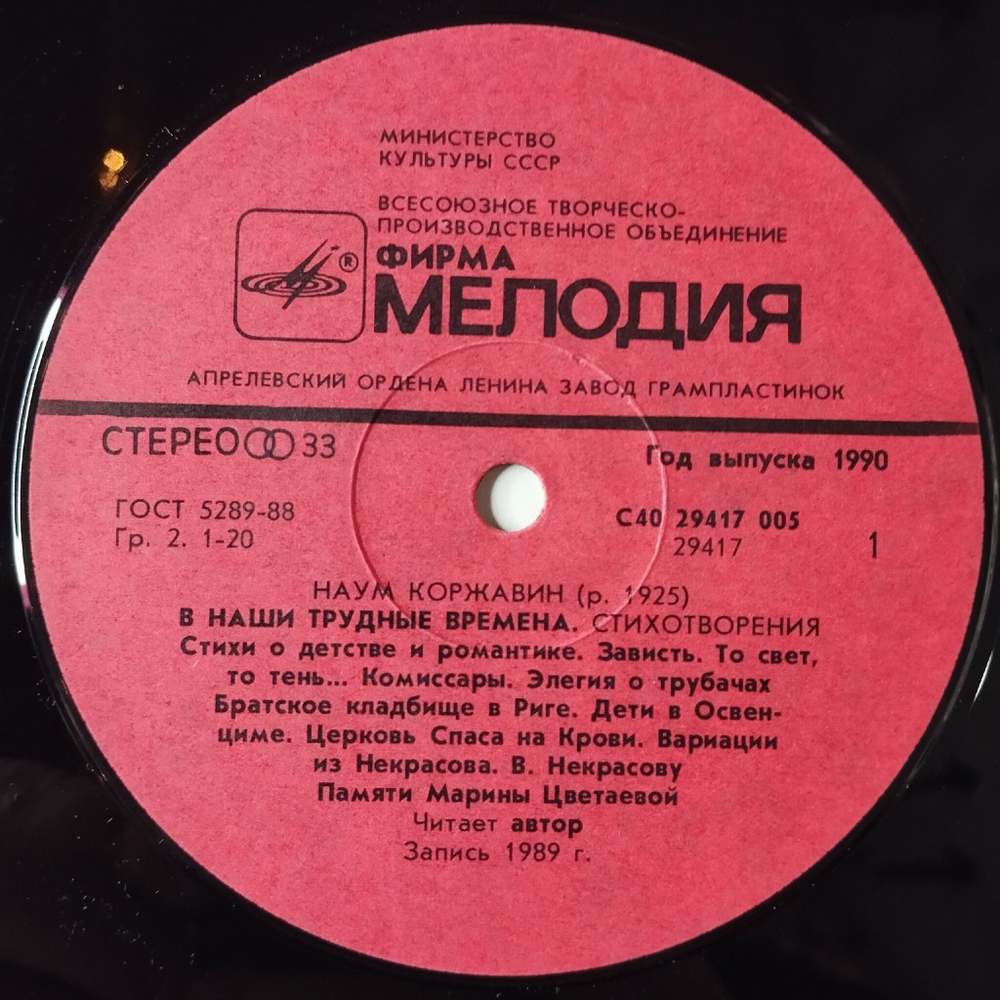 МИНИСТЕРСТВО
КУЛЬТУРЫ СССР
ВСЕСОЮЗНОЕ ТВОРЧЕСКО-
ПРОИЗВОДСТВЕННОЕ ОБЪЕДИНЕНИЕ
ФИРМА
®
МЕЛОДИЯ
АПРЕЛЕВСКИЙ ОРДЕНА ЛЕНИНА ЗАВОД ГРАМПЛАСТИНОК
СТЕРЕО 33
Год выпуска 1990
ГОСТ 5289-88
Гр. 2. 1-20
С40 29417 005
29417
1
НАУМ КОРЖАВИН (р. 1925)
В НАШИ ТРУДНЫЕ ВРЕМЕНА. СТИХОТВОРЕНИЯ
Стихи о детстве и романтике. Зависть. То свет,
то тень... Комиссары. Элегия о трубачах
Братское кладбище в Риге. Дети в Освен-
циме. Церковь Спаса на Крови. Вариации
из Некрасова. В. Некрасову
Памяти Марины Цветаевой
Читает автор
Запись 1989 г.